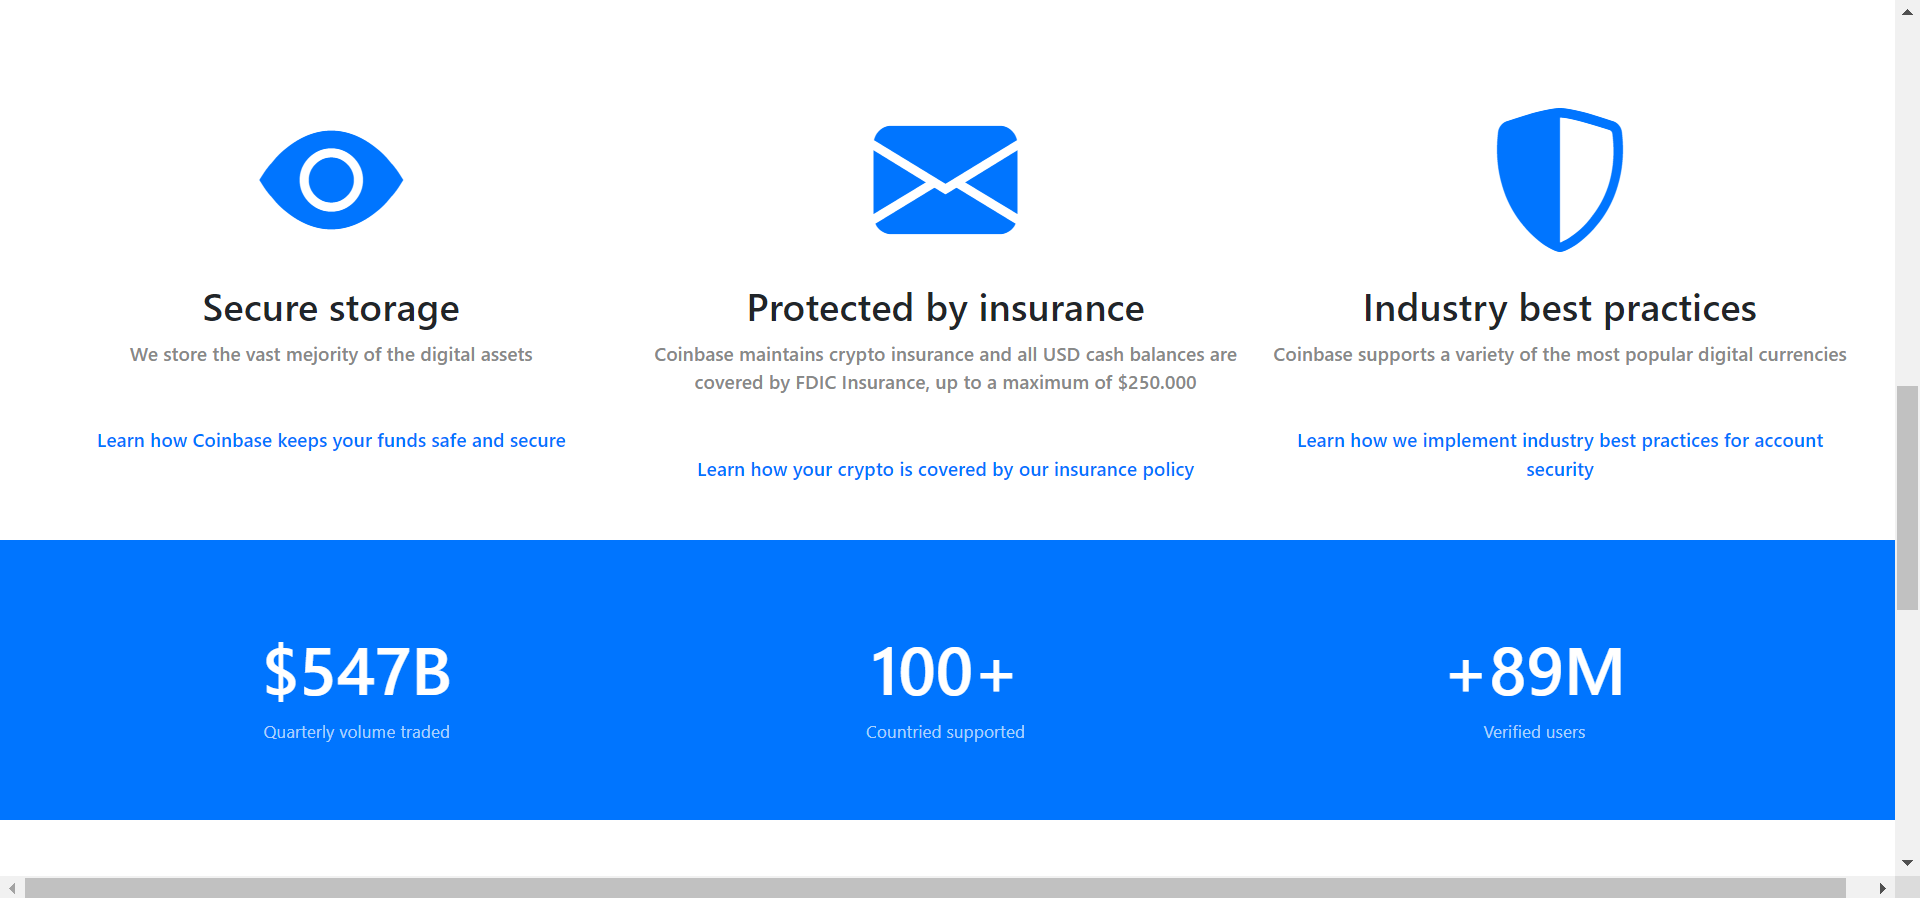 Secure storage
We store the vast mejority of the digital assets
Learn how Coinbase keeps your funds safe and secure
Protected by insurance
Coinbase maintains crypto insurance and all USD cash balances are
covered by FDIC Insurance, up to a maximum of $250.000
Learn how your crypto is covered by our insurance policy
Industry best practices
Coinbase supports a variety of the most popular digital currencies
Learn how we implement industry best practices for account
security
$547B
Quarterly volume traded
100+
Countried supported
+89M
Verified users